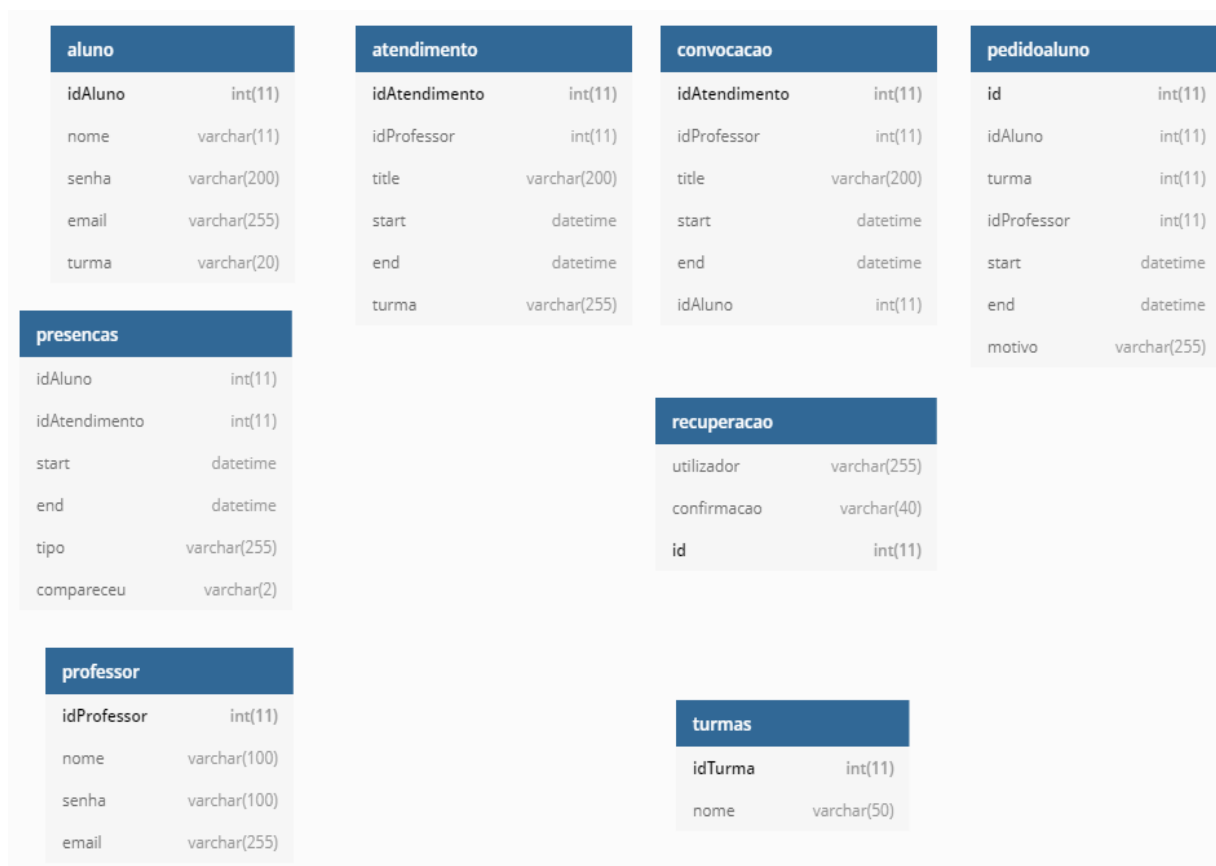 aluno
idAluno int(11)
nome varchar(11)
senha varchar(200)
email varchar(255)
turma varchar(20)
atendimento
idAtendimento int(11)
idProfessor int(11)
title varchar(200)
start datetime
end datetime
turma varchar(255)
convocacao
idAtendimento int(11)
idProfessor int(11)
title varchar(200)
start datetime
end datetime
idAluno int(11)
pedidoaluno
id int(11)
idAluno int(11)
turma int(11)
idProfessor int(11)
start datetime
end datetime
motivo varchar(255)
presencas
idAluno int(11)
idAtendimento int(11)
start datetime
end datetime
tipo varchar(255)
compareceu varchar(2)
recuperacao
utilizador varchar(255)
confirmacao varchar(40)
id int(11)
professor
idProfessor int(11)
nome varchar(100)
senha varchar(100)
email varchar(255)
turmas
idTurma int(11)
nome varchar(50)